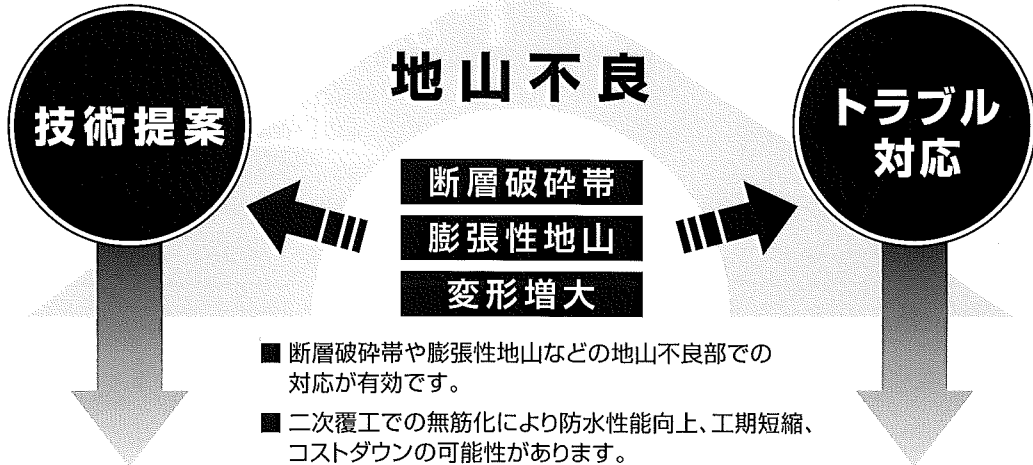 地山不良
技術提案
トラブル
対応
断層破砕帯
膨張性地山
変形増大
■ 断層破砕帯や膨張性地山などの地山不良部での
対応が有効です。
■ 二次覆工での無筋化により防水性能向上、工期短縮、
コストダウンの可能性があります。